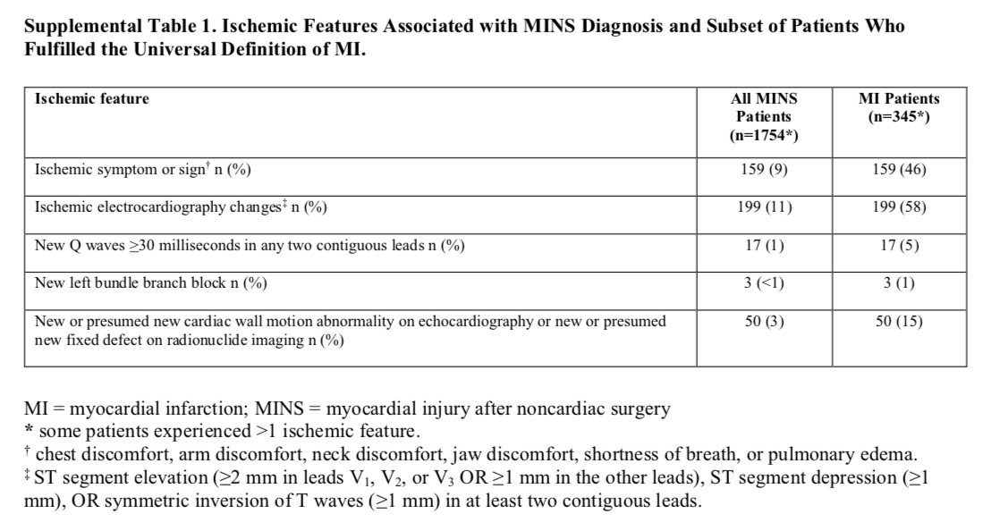 Supplemental Table 1. Ischemic Features Associated with MINS Diagnosis and Subset of Patients Who
Fulfilled the Universal Definition of MI.
Ischemic feature
All MINS
Patients
(n=1754*)
MI Patients
(n=345*)
Ischemic symptom or sign† n (%)
159 (9)
159 (46)
Ischemic electrocardiography changes‡ n (%)
199 (11)
199 (58)
New Q waves ≥30 milliseconds in any two contiguous leads n (%)
17 (1)
17 (5)
New left bundle branch block n (%)
3 (<1)
3 (1)
New or presumed new cardiac wall motion abnormality on echocardiography or new or presumed
new fixed defect on radionuclide imaging n (%)
50 (3)
50 (15)
MI = myocardial infarction; MINS = myocardial injury after noncardiac surgery
* some patients experienced >1 ischemic feature.
† chest discomfort, arm discomfort, neck discomfort, jaw discomfort, shortness of breath, or pulmonary edema.
‡ ST segment elevation (≥2 mm in leads V₁, V₂, or V₃ OR ≥1 mm in the other leads), ST segment depression (≥1
mm), OR symmetric inversion of T waves (≥1 mm) in at least two contiguous leads.